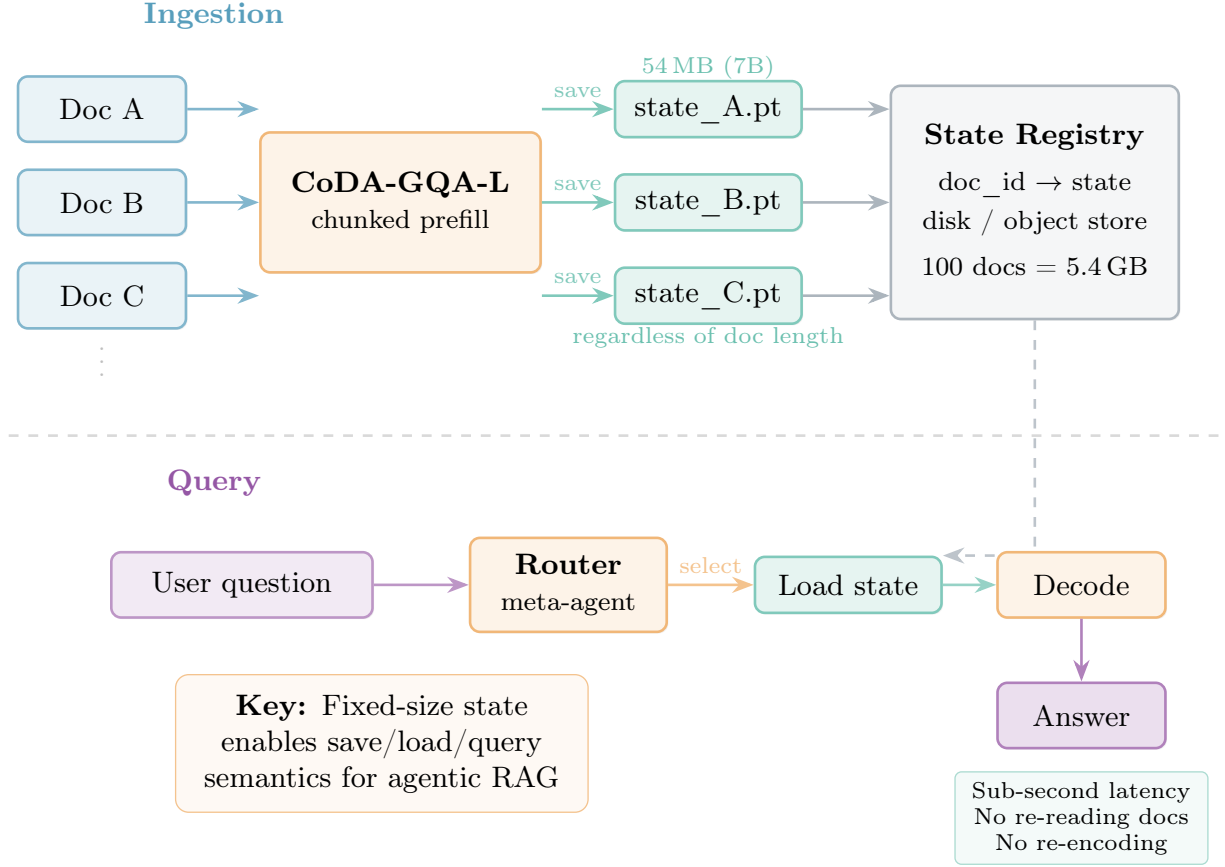 Ingestion
54 MB (7B)
Doc A
save
state_A.pt
State Registry
doc_id → state
disk / object store
100 docs = 5.4 GB
CoDA-GQA-L
chunked prefill
Doc B
save
state_B.pt
Doc C
save
state_C.pt
regardless of doc length
⋮
Query
User question
Router
meta-agent
select
Load state
Decode
Key: Fixed-size state
enables save/load/query
semantics for agentic RAG
Answer
Sub-second latency
No re-reading docs
No re-encoding